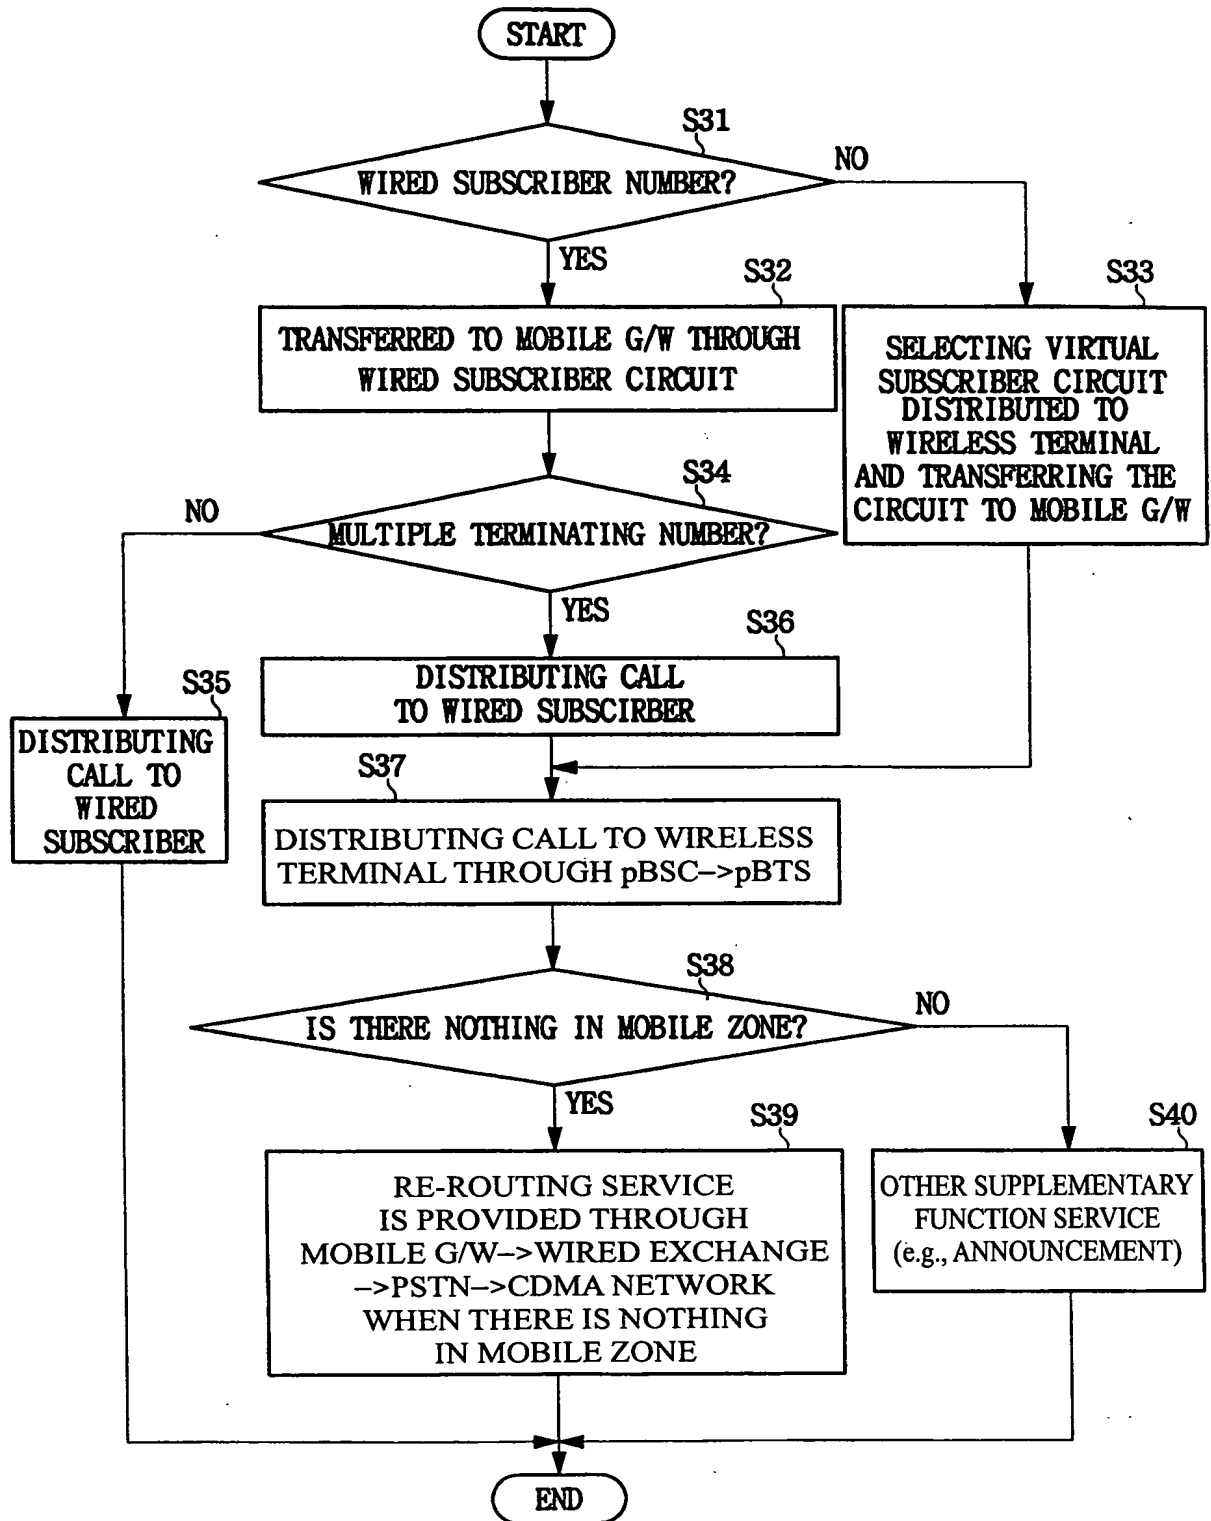 START
S31
WIRED SUBSCRIBER NUMBER?
NO
YES
S32
TRANSFERRED TO MOBILE G/W THROUGH
WIRED SUBSCRIBER CIRCUIT
S33
SELECTING VIRTUAL
SUBSCRIBER CIRCUIT
DISTRIBUTED TO
WIRELESS TERMINAL
AND TRANSFERRING THE
CIRCUIT TO MOBILE G/W
S34
MULTIPLE TERMINATING NUMBER?
NO
YES
S35
DISTRIBUTING
CALL TO
WIRED
SUBSCRIBER
S36
DISTRIBUTING CALL
TO WIRED SUBSCIRBER
S37
DISTRIBUTING CALL TO WIRELESS
TERMINAL THROUGH pBSC–>pBTS
S38
IS THERE NOTHING IN MOBILE ZONE?
NO
YES
S39
RE-ROUTING SERVICE
IS PROVIDED THROUGH
MOBILE G/W–>WIRED EXCHANGE
–>PSTN–>CDMA NETWORK
WHEN THERE IS NOTHING
IN MOBILE ZONE
S40
OTHER SUPPLEMENTARY
FUNCTION SERVICE
(e.g., ANNOUNCEMENT)
END